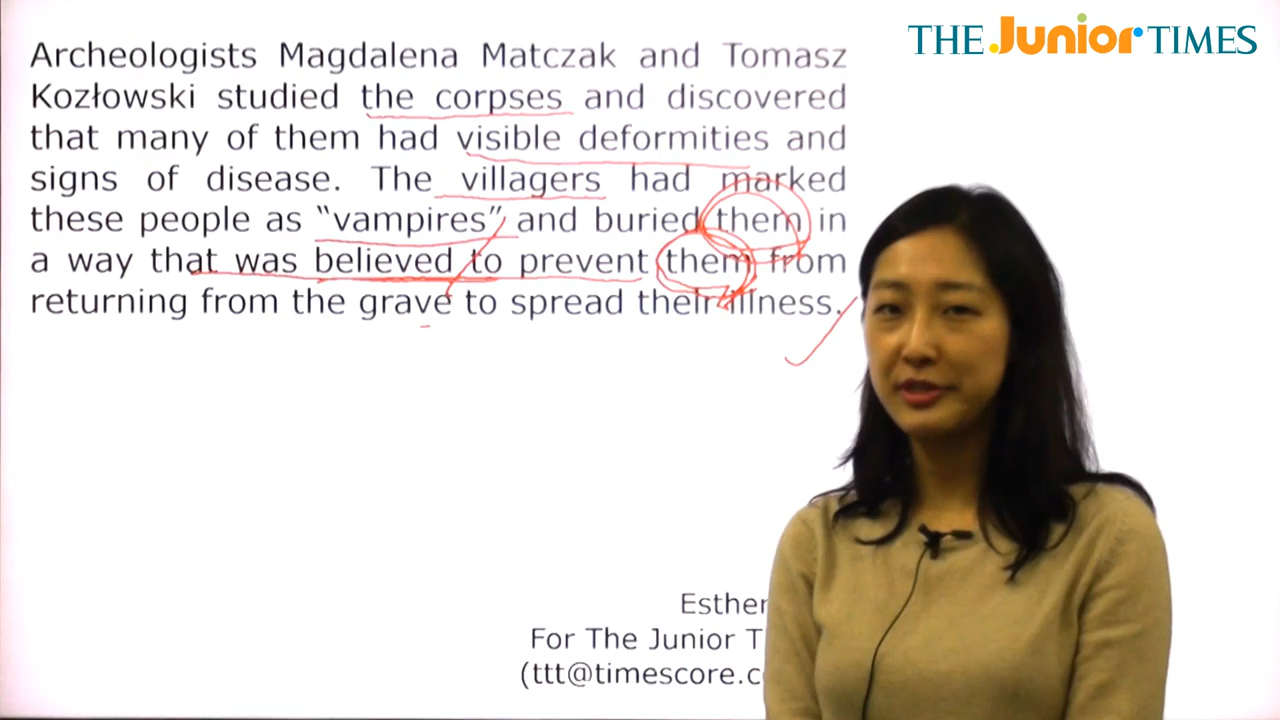 THE Junior TIMES
Archeologists Magdalena Matczak and Tomasz
Kozłowski studied the corpses and discovered
that many of them had visible deformities and
signs of disease. The villagers had marked
these people as “vampires” and buried them in
a way that was believed to prevent them from
returning from the grave to spread their illness.
Esther
For The Junior T
(ttt@timescore.c